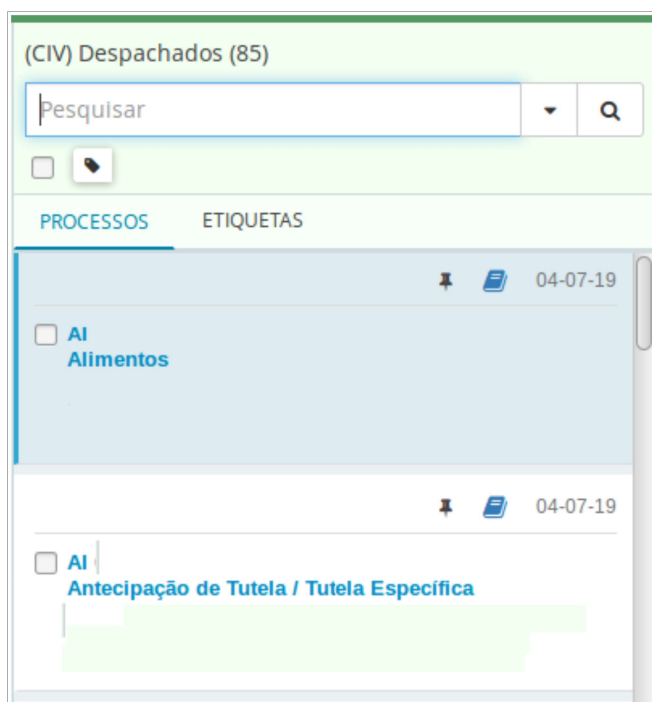 (CIV) Despachados (85)
Pesquisar
PROCESSOS ETIQUETAS
04-07-19
AI
Alimentos
04-07-19
AI
Antecipação de Tutela / Tutela Específica